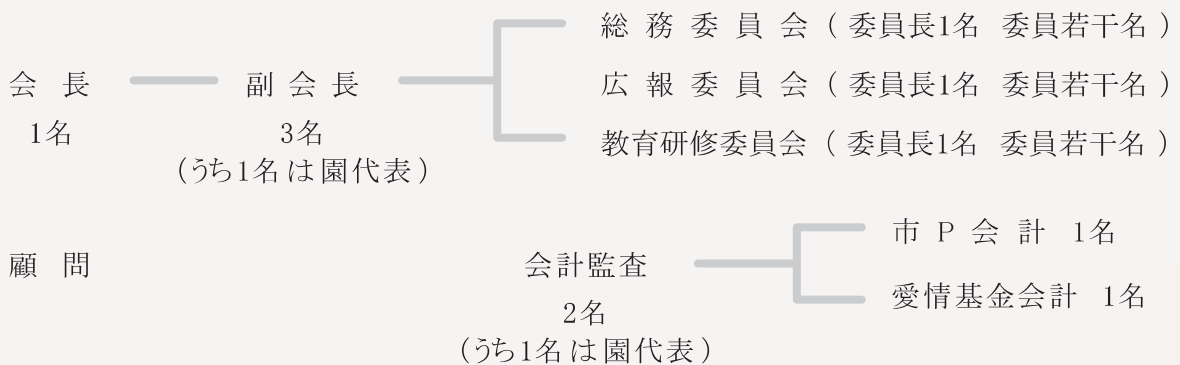 総務委員会（委員長1名 委員若干名）
会長 副会長 広報委員会（委員長1名 委員若干名）
1名 3名 教育研修委員会（委員長1名 委員若干名）
（うち1名は園代表）
市P会計 1名
顧問 会計監査
愛情基金会計 1名
2名
（うち1名は園代表）